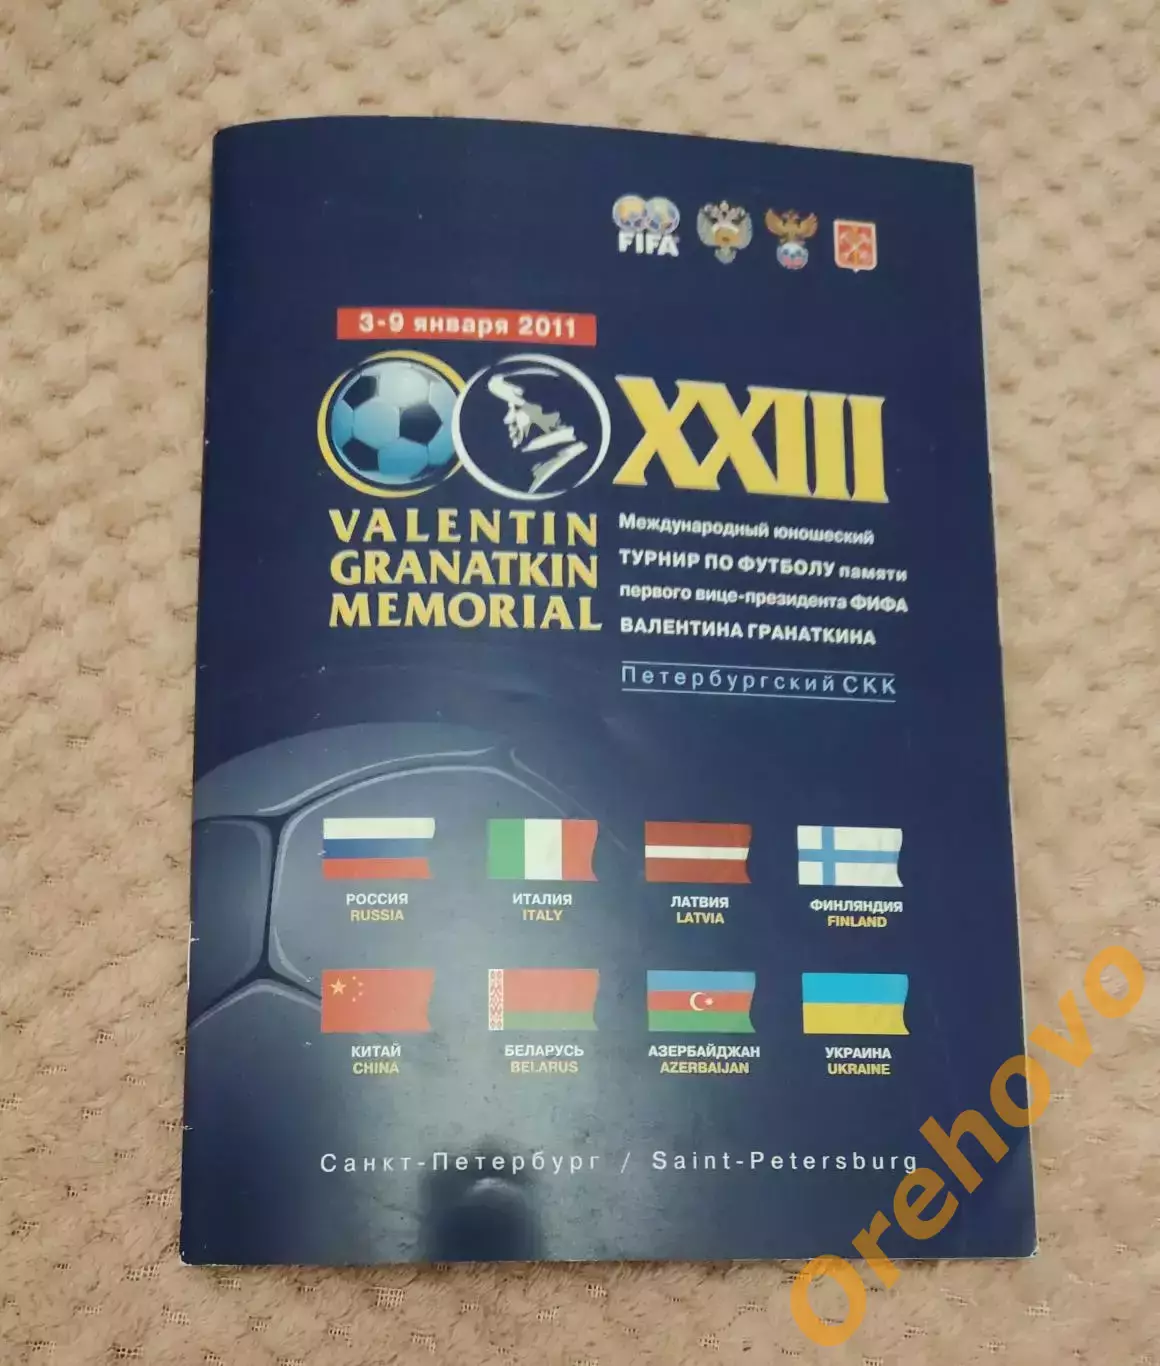 FIFA
3-9 января 2011
XXIII
VALENTIN
GRANATKIN
MEMORIAL
Международный юношеский
ТУРНИР ПО ФУТБОЛУ памяти
первого вице-президента ФИФА
ВАЛЕНТИНА ГРАНАТКИНА
Петербургский СКК
РОССИЯ
RUSSIA
ИТАЛИЯ
ITALY
ЛАТВИЯ
LATVIA
ФИНЛЯНДИЯ
FINLAND
КИТАЙ
CHINA
БЕЛАРУСЬ
BELARUS
АЗЕРБАЙДЖАН
AZERBAIJAN
УКРАИНА
UKRAINE
Санкт-Петербург / Saint-Petersburg
Orehovo